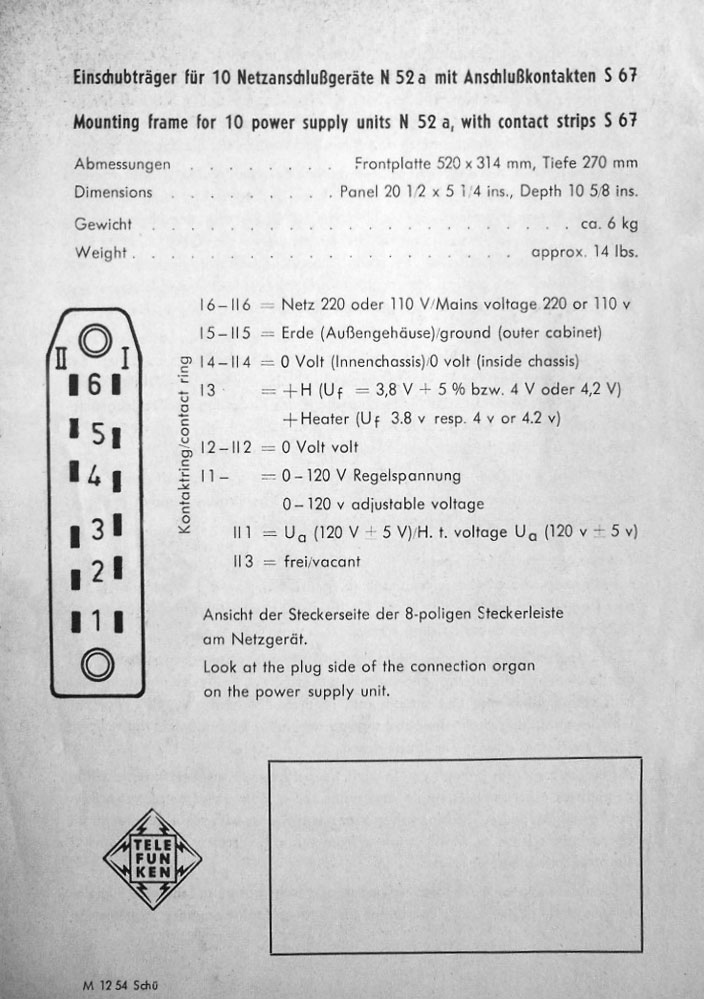 Einschubträger für 10 Netzanschlußgeräte N 52 a mit Anschlußkontakten S 67
Mounting frame for 10 power supply units N 52 a, with contact strips S 67
Abmessungen . . . . . . . . Frontplatte 520 x 314 mm, Tiefe 270 mm
Dimensions . . . . . . . . Panel 20 1/2 x 5 1/4 ins., Depth 10 5/8 ins.
Gewicht . . . . . . . . . . . . . . . . . . . ca. 6 kg
Weight . . . . . . . . . . . . . . . . . approx. 14 lbs.
II I
6
5
4
3
2
1
Kontaktring/contact ring
I6–II6 = Netz 220 oder 110 V/Mains voltage 220 or 110 v
I5–II5 = Erde (Außengehäuse)/ground (outer cabinet)
I4–II4 = 0 Volt (Innenchassis)/0 volt (inside chassis)
I3 = +H (Uf = 3,8 V + 5 % bzw. 4 V oder 4,2 V)
+Heater (Uf 3.8 v resp. 4 v or 4.2 v)
I2–II2 = 0 Volt volt
I1– = 0–120 V Regelspannung
0–120 v adjustable voltage
II1 = Ua (120 V ± 5 V)/H. t. voltage Ua (120 v ± 5 v)
II3 = frei/vacant
Ansicht der Steckerseite der 8-poligen Steckerleiste
am Netzgerät.
Look at the plug side of the connection organ
on the power supply unit.
TELE
FUN
KEN
M 12 54 Schü